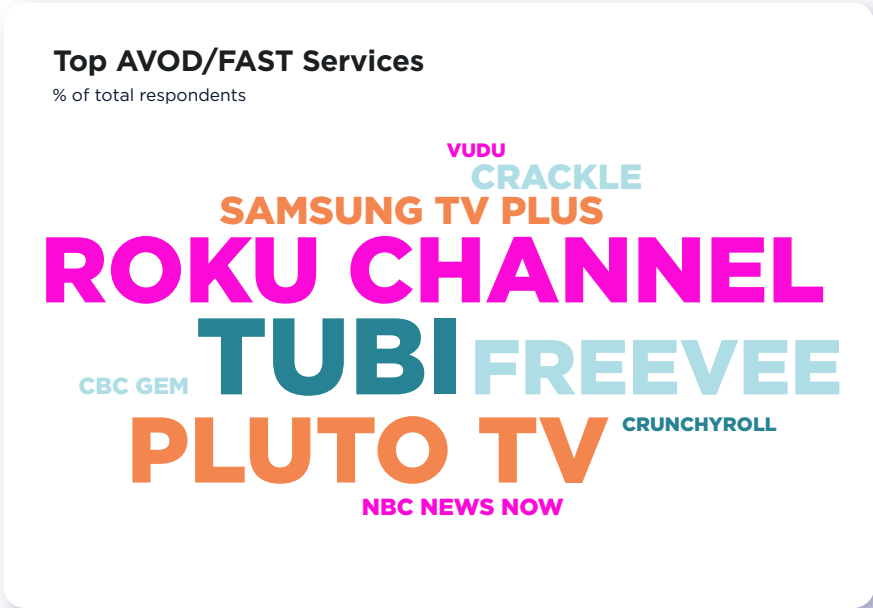 Top AVOD/FAST Services
% of total respondents
VUDU
CRACKLE
SAMSUNG TV PLUS
ROKU CHANNEL
TUBI FREEVEE
CBC GEM
PLUTO TV
CRUNCHYROLL
NBC NEWS NOW